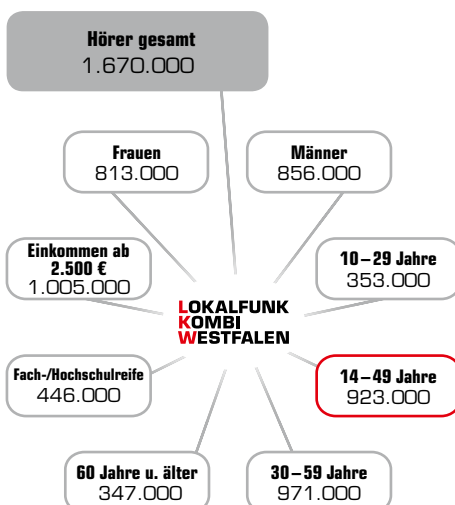 Hörer gesamt
1.670.000
Frauen
813.000
Männer
856.000
Einkommen ab
2.500 €
1.005.000
10–29 Jahre
353.000
LOKALFUNK
KOMBI
WESTFALEN
Fach-/Hochschulreife
446.000
14–49 Jahre
923.000
60 Jahre u. älter
347.000
30–59 Jahre
971.000